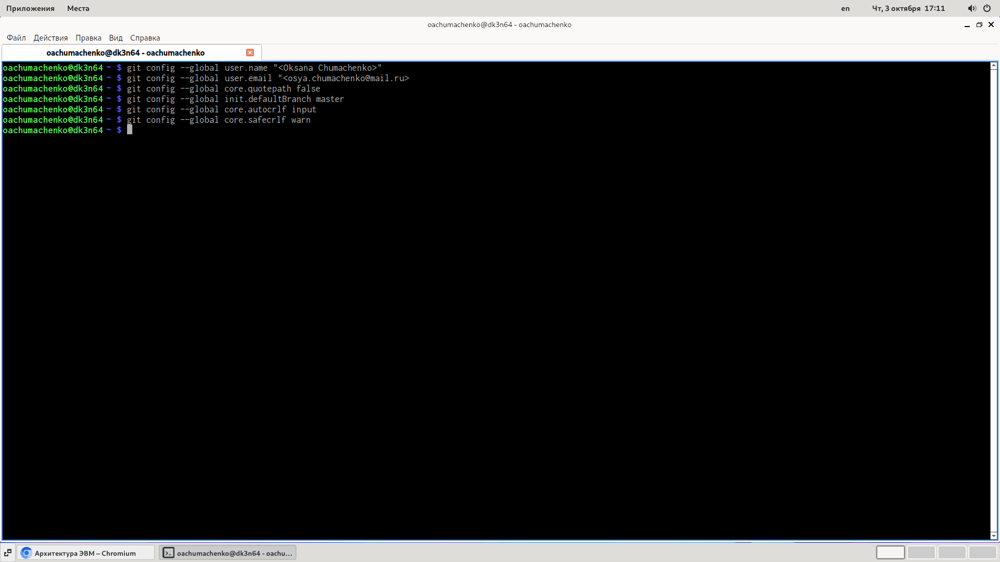 Приложения Места en Чт, 3 октября 17:11
oachumachenko@dk3n64 - oachumachenko
Файл Действия Правка Вид Справка
oachumachenko@dk3n64 - oachumachenko
oachumachenko@dk3n64 ~ $ git config --global user.name "<Oksana Chumachenko>"
oachumachenko@dk3n64 ~ $ git config --global user.email "<osya.chumachenko@mail.ru>
oachumachenko@dk3n64 ~ $ git config --global core.quotepath false
oachumachenko@dk3n64 ~ $ git config --global init.defaultBranch master
oachumachenko@dk3n64 ~ $ git config --global core.autocrlf input
oachumachenko@dk3n64 ~ $ git config --global core.safecrlf warn
oachumachenko@dk3n64 ~ $
Архитектура ЭВМ – Chromium oachumachenko@dk3n64 - oachu...